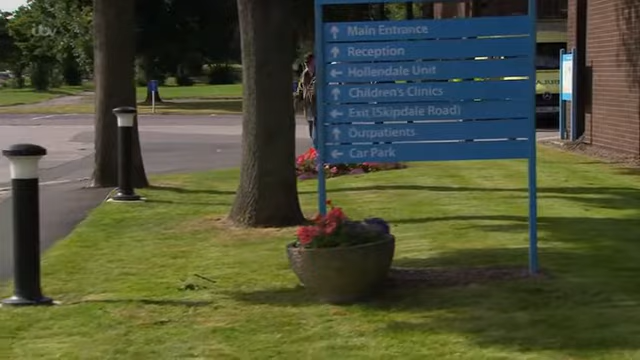 itv
Main Entrance
Reception
Hollendale Unit
Children's Clinics
Exit (Skipdale Road)
Outpatients
Car Park